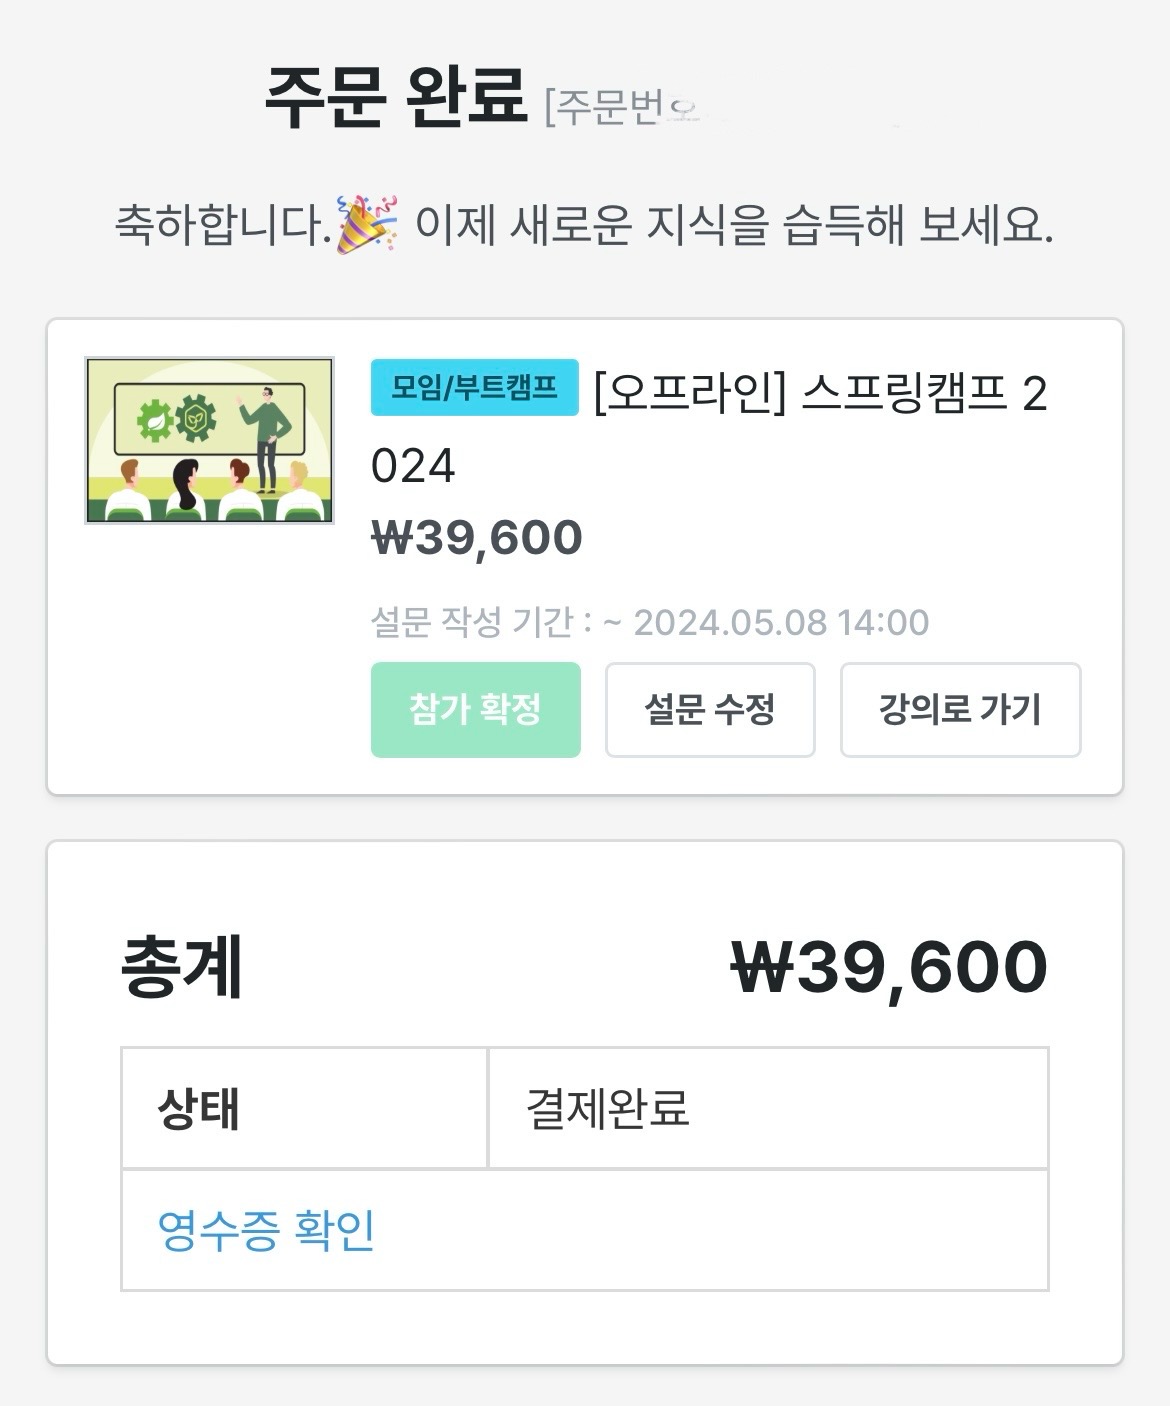 주문 완료 [주문번호
축하합니다.🎉 이제 새로운 지식을 습득해 보세요.
모임/부트캠프 [오프라인] 스프링캠프 2
024
₩39,600
설문 작성 기간 : ~ 2024.05.08 14:00
참가 확정 설문 수정 강의로 가기
총계 ₩39,600
상태 결제완료
영수증 확인